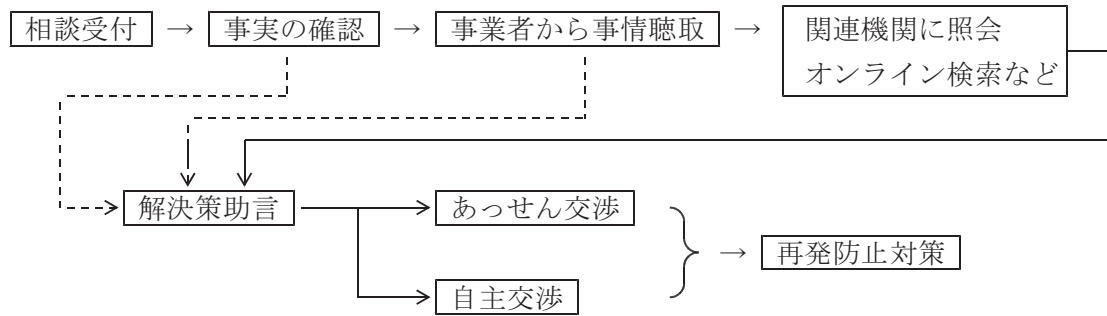 相談受付 → 事実の確認 → 事業者から事情聴取 → 関連機関に照会
オンライン検索など
解決策助言 あっせん交渉
→ 再発防止対策
自主交渉